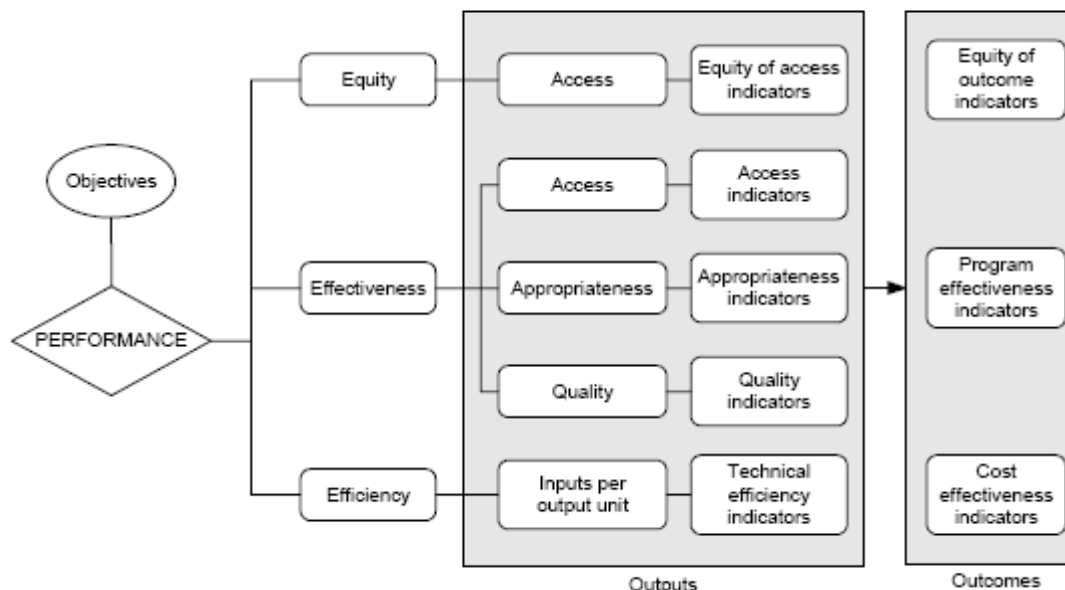 Equity
Access
Equity of access
indicators
Equity of
outcome
indicators
Objectives
Access
Access
indicators
PERFORMANCE
Effectiveness
Appropriateness
Appropriateness
indicators
Program
effectiveness
indicators
Quality
Quality
indicators
Efficiency
Inputs per
output unit
Technical
efficiency
indicators
Cost
effectiveness
indicators
Outputs
Outcomes